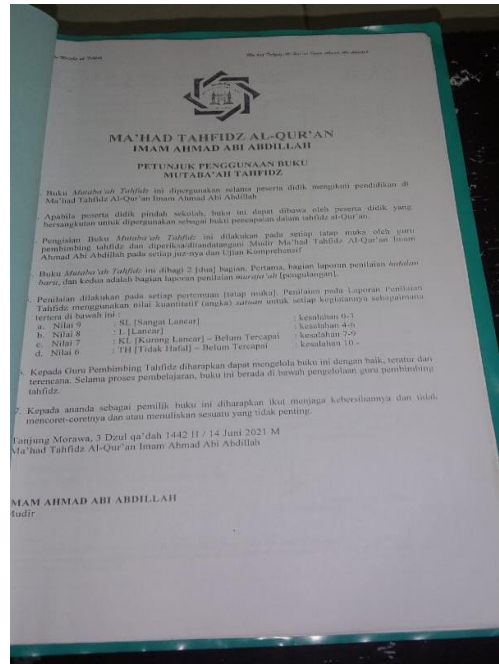 MA'HAD TAHFIDZ AL-QUR'AN
IMAM AHMAD ABI ABDILLAH
PETUNJUK PENGGUNAAN BUKU
MUTABA'AH TAHFIDZ
Buku Mutaba'ah Tahfidz ini dipergunakan selama peserta didik mengikuti pendidikan di
Ma'had Tahfidz Al-Qur'an Imam Ahmad Abi Abdillah
Apabila peserta didik pindah sekolah, buku ini dapat dibawa oleh peserta didik yang
bersangkutan untuk dipergunakan sebagai bukti pencapaian dalam tahfidz al-Qur'an.
Pengisian Buku Mutaba'ah Tahfidz ini dilakukan pada setiap tatap muka oleh guru
pembimbing tahfidz dan diperiksa/ditandatangani Mudir Ma'had Tahfidz Al-Qur'an Imam
Ahmad Abi Abdillah pada setiap juz-nya dan Ujian Komprehensif
Buku Mutaba'ah Tahfidz ini dibagi 2 [dua] bagian. Pertama, bagian laporan penilaian hafalan
baru, dan kedua adalah bagian laporan penilaian muraja'ah [pengulangan].
Penilaian dilakukan pada setiap pertemuan [tatap muka]. Penilaian pada Laporan Penilaian
Tahfidz menggunakan nilai kuantitatif (angka) satuan untuk setiap kegiatannya sebagaimana
tertera di bawah ini :
a. Nilai 9 : SL [Sangat Lancar] : kesalahan 0-3
b. Nilai 8 : L [Lancar] : kesalahan 4-6
c. Nilai 7 : KL [Kurang Lancar] – Belum Tercapai : kesalahan 7-9
d. Nilai 6 : TH [Tidak Hafal] – Belum Tercapai : kesalahan 10 -
Kepada Guru Pembimbing Tahfidz diharapkan dapat mengelola buku ini dengan baik, teratur dan
terencana. Selama proses pembelajaran, buku ini berada di bawah pengelolaan guru pembimbing
tahfidz.
7. Kepada ananda sebagai pemilik buku ini diharapkan ikut menjaga kebersihannya dan tidak
mencoret-coretnya dan atau menuliskan sesuatu yang tidak penting.
Tanjung Morawa, 3 Dzul qa'dah 1442 H / 14 Juni 2021 M
Ma'had Tahfidz Al-Qur'an Imam Ahmad Abi Abdillah
IMAM AHMAD ABI ABDILLAH
Mudir